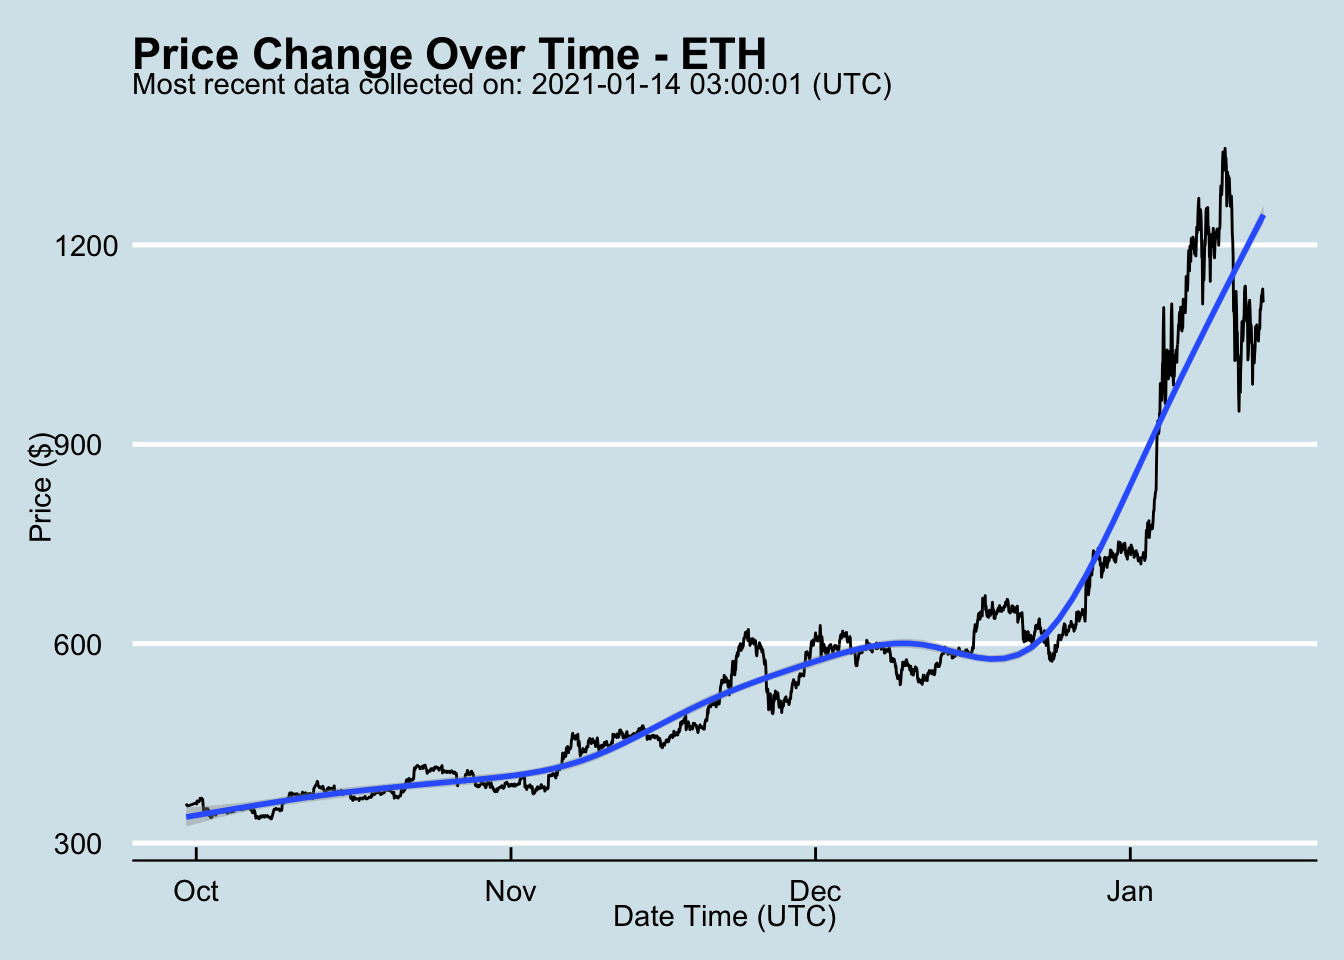 Price Change Over Time - ETH
Most recent data collected on: 2021-01-14 03:00:01 (UTC)
1200
900
600
300
Price ($)
Oct Nov Dec Jan
Date Time (UTC)